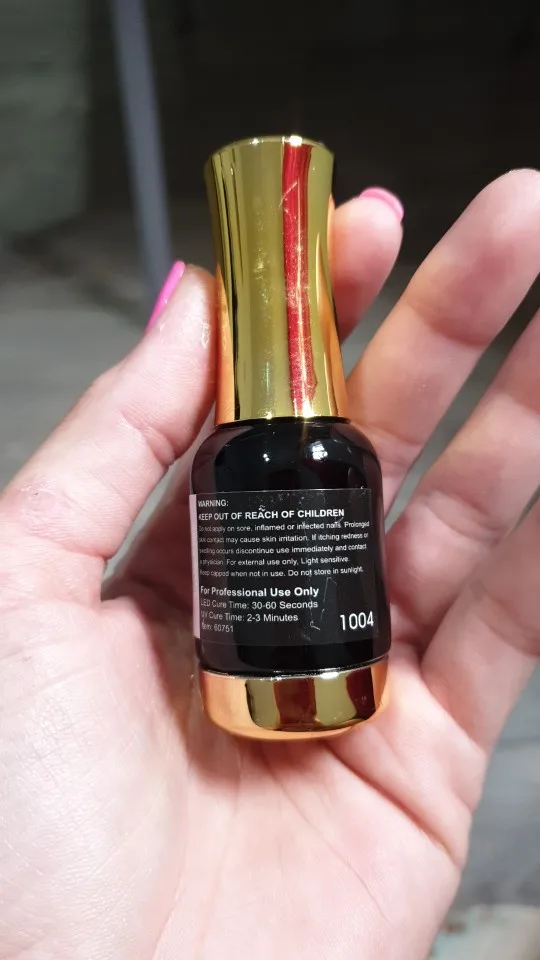 WARNING:
KEEP OUT OF REACH OF CHILDREN
Do not apply on sore, inflamed or infected nails. Prolonged
skin contact may cause skin irritation. If itching redness or
swelling occurs discontinue use immediately and contact
a physician. For external use only, Light sensitive.
Keep capped when not in use. Do not store in sunlight.
For Professional Use Only
LED Cure Time: 30-60 Seconds
UV Cure Time: 2-3 Minutes
Item: 60751
1004